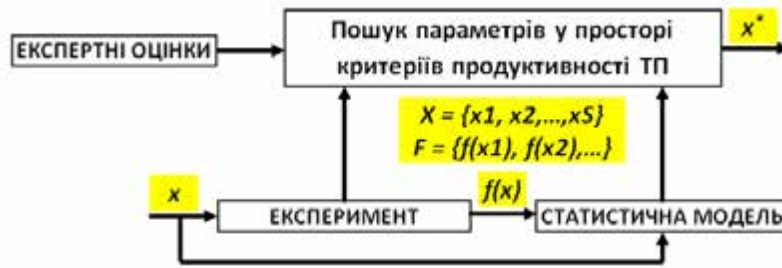 Пошук параметрів у просторі
x*
ЕКСПЕРТНІ ОЦІНКИ
критеріїв продуктивності ТП
X = {x1, x2,...,xS}
F = {f(x1), f(x2),...}
x
f(x)
ЕКСПЕРИМЕНТ
СТАТИСТИЧНА МОДЕЛЬ